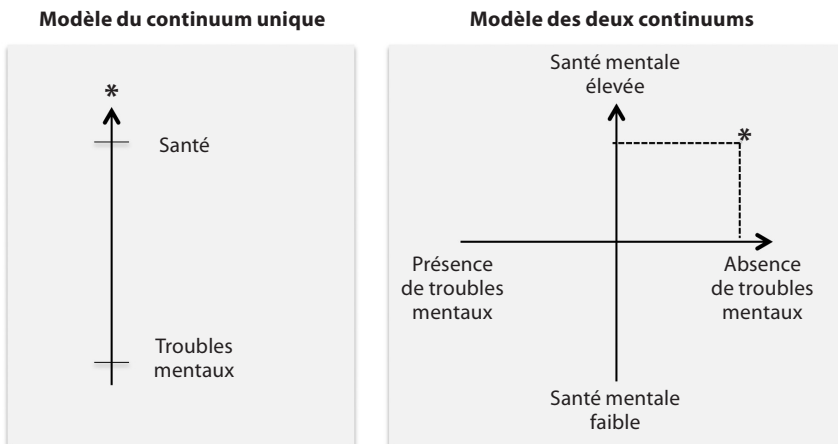 Modèle du continuum unique
*
Santé
Troubles
mentaux
Modèle des deux continuums
Santé mentale
élevée
*
Présence
de troubles
mentaux
Absence
de troubles
mentaux
Santé mentale
faible